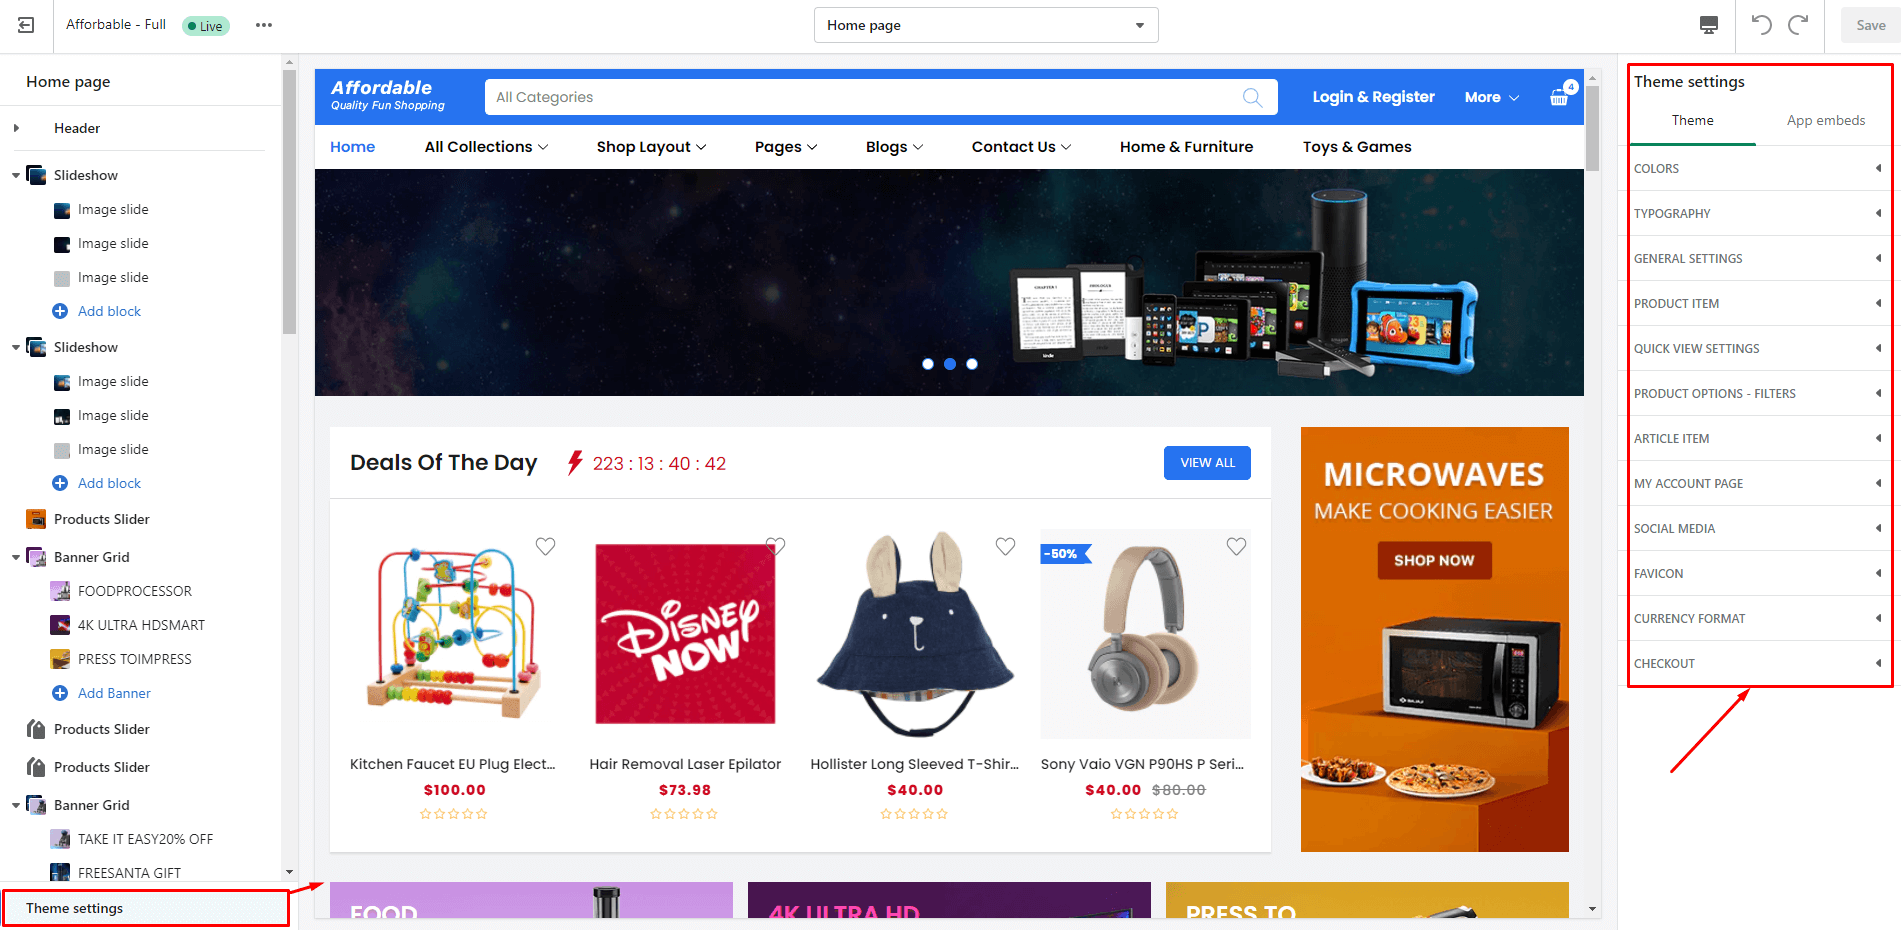 Afforbable - Full
Live
Home page
Save
Home page
Header
Slideshow
Image slide
Image slide
Image slide
Add block
Slideshow
Image slide
Image slide
Image slide
Add block
Products Slider
Banner Grid
FOODPROCESSOR
4K ULTRA HDSMART
PRESS TOIMPRESS
Add Banner
Products Slider
Products Slider
Banner Grid
TAKE IT EASY20% OFF
FREESANTA GIFT
Theme settings
Affordable
Quality Fun Shopping
All Categories
Login & Register
More
4
Home
All Collections
Shop Layout
Pages
Blogs
Contact Us
Home & Furniture
Toys & Games
kindle
Deals Of The Day
223 : 13 : 40 : 42
VIEW ALL
-50%
DISNEY
NOW
Kitchen Faucet EU Plug Elect...
$100.00
Hair Removal Laser Epilator
$73.98
Hollister Long Sleeved T-Shir...
$40.00
Sony Vaio VGN P90HS P Seri...
$40.00 $80.00
MICROWAVES
MAKE COOKING EASIER
SHOP NOW
BAJAJ
FOOD
4K ULTRA HD
PRESS TO
Theme settings
Theme
App embeds
COLORS
TYPOGRAPHY
GENERAL SETTINGS
PRODUCT ITEM
QUICK VIEW SETTINGS
PRODUCT OPTIONS - FILTERS
ARTICLE ITEM
MY ACCOUNT PAGE
SOCIAL MEDIA
FAVICON
CURRENCY FORMAT
CHECKOUT